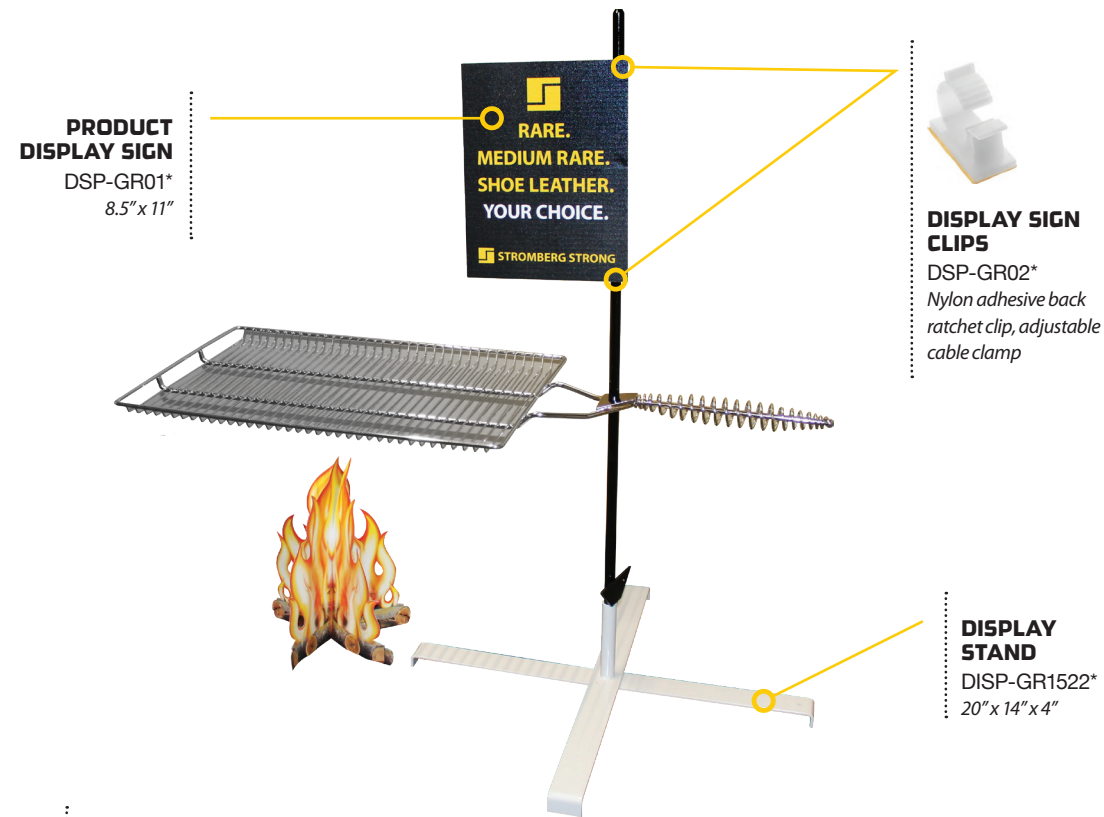 PRODUCT
DISPLAY SIGN
DSP-GR01*
8.5" x 11"
RARE.
MEDIUM RARE.
SHOE LEATHER.
YOUR CHOICE.
STROMBERG STRONG
DISPLAY SIGN
CLIPS
DSP-GR02*
Nylon adhesive back
ratchet clip, adjustable
cable clamp
DISPLAY
STAND
DISP-GR1522*
20" x 14" x 4"